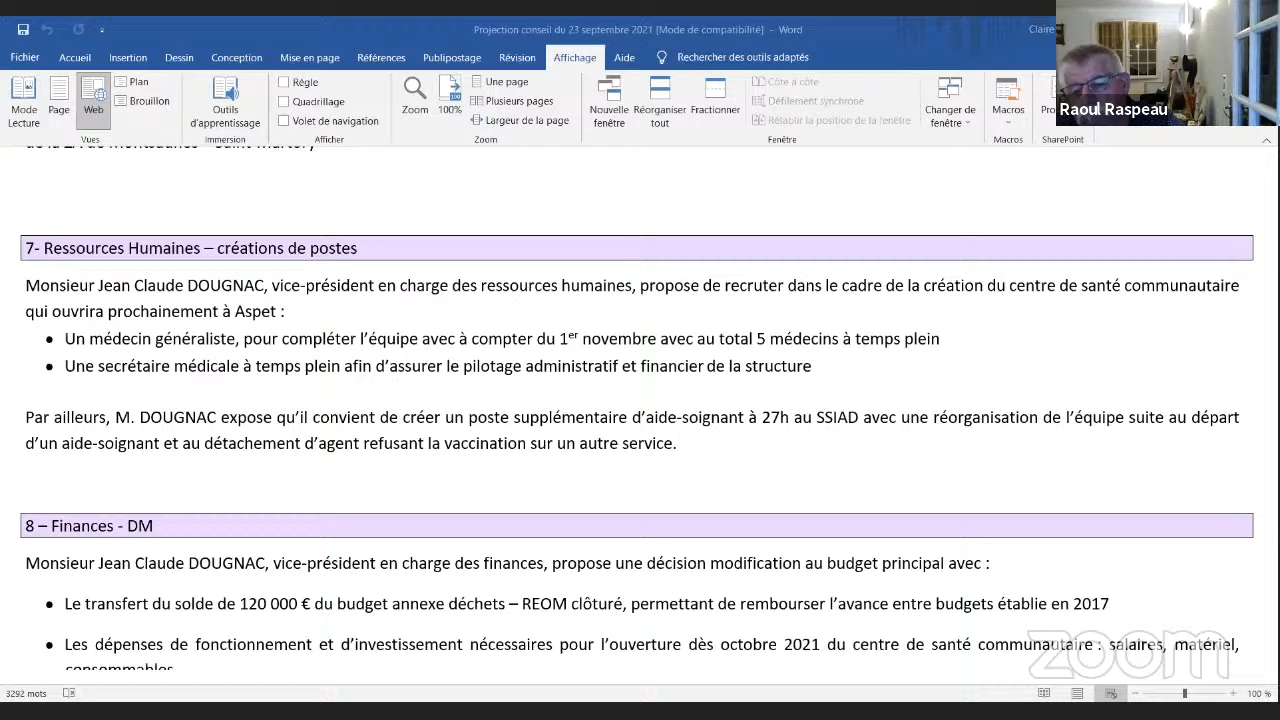 Projection conseil du 23 septembre 2021 [Mode de compatibilité] - Word
Claire
Fichier Accueil Insertion Dessin Conception Mise en page Références Publipostage Révision Affichage Aide Rechercher des outils adaptés
Mode Lecture
Page
Web
Plan
Brouillon
Vues
Outils d'apprentissage
Immersion
Règle
Quadrillage
Volet de navigation
Afficher
Zoom
100%
Une page
Plusieurs pages
Largeur de la page
Zoom
Nouvelle fenêtre
Réorganiser tout
Fractionner
Côte à côte
Défilement synchrone
Rétablir la position de la fenêtre
Fenêtre
Changer de fenêtre
Macros
Macros
SharePoint
Raoul Raspeau
7- Ressources Humaines – créations de postes
Monsieur Jean Claude DOUGNAC, vice-président en charge des ressources humaines, propose de recruter dans le cadre de la création du centre de santé communautaire
qui ouvrira prochainement à Aspet :
• Un médecin généraliste, pour compléter l'équipe avec à compter du 1er novembre avec au total 5 médecins à temps plein
• Une secrétaire médicale à temps plein afin d'assurer le pilotage administratif et financier de la structure
Par ailleurs, M. DOUGNAC expose qu'il convient de créer un poste supplémentaire d'aide-soignant à 27h au SSIAD avec une réorganisation de l'équipe suite au départ
d'un aide-soignant et au détachement d'agent refusant la vaccination sur un autre service.
8 – Finances - DM
Monsieur Jean Claude DOUGNAC, vice-président en charge des finances, propose une décision modification au budget principal avec :
• Le transfert du solde de 120 000 € du budget annexe déchets – REOM clôturé, permettant de rembourser l'avance entre budgets établie en 2017
• Les dépenses de fonctionnement et d'investissement nécessaires pour l'ouverture dès octobre 2021 du centre de santé communautaire : salaires, matériel,
consommables
zoom
3292 mots
100 %